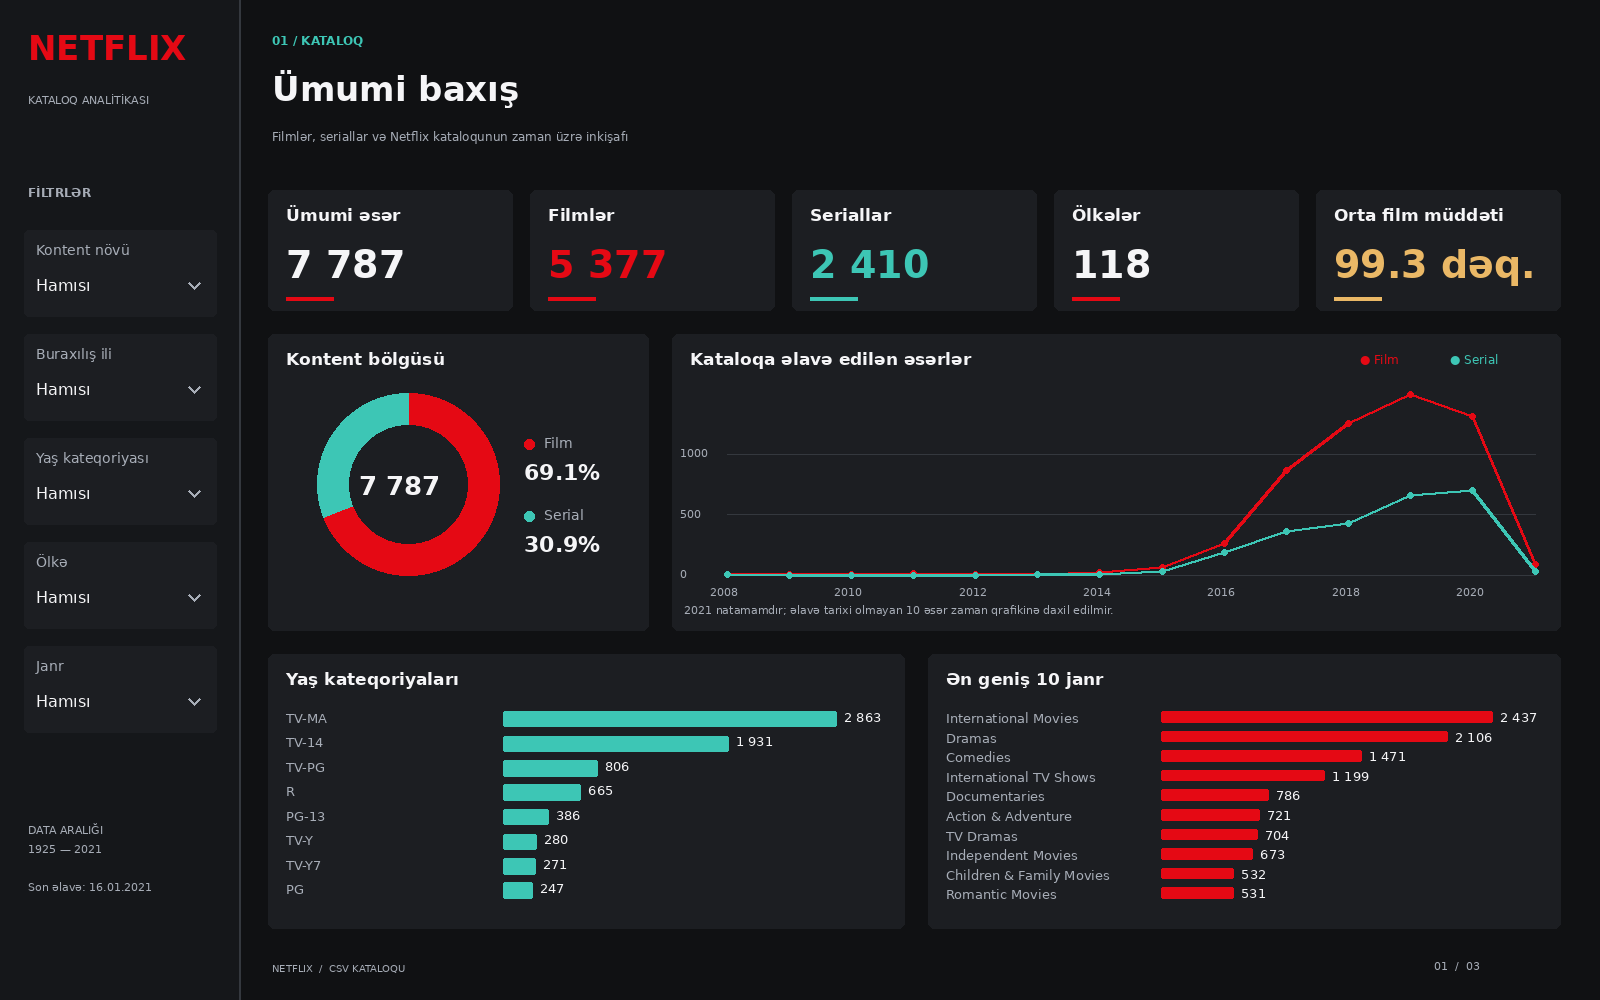 NETFLIX
KATALOQ ANALİTİKASI
FİLTRLƏR
Kontent növü
Hamısı
Buraxılış ili
Hamısı
Yaş kateqoriyası
Hamısı
Ölkə
Hamısı
Janr
Hamısı
DATA ARALIĞI
1925 — 2021
Son əlavə: 16.01.2021
01 / KATALOQ
Ümumi baxış
Filmlər, seriallar və Netflix kataloqunun zaman üzrə inkişafı
Ümumi əsər
7 787
Filmlər
5 377
Seriallar
2 410
Ölkələr
118
Orta film müddəti
99.3 dəq.
Kontent bölgüsü
7 787
Film
69.1%
Serial
30.9%
Kataloqa əlavə edilən əsərlər
Film
Serial
1000
500
0
2008 2010 2012 2014 2016 2018 2020
2021 natamamdır; əlavə tarixi olmayan 10 əsər zaman qrafikinə daxil edilmir.
Yaş kateqoriyaları
TV-MA 2 863
TV-14 1 931
TV-PG 806
R 665
PG-13 386
TV-Y 280
TV-Y7 271
PG 247
Ən geniş 10 janr
International Movies 2 437
Dramas 2 106
Comedies 1 471
International TV Shows 1 199
Documentaries 786
Action & Adventure 721
TV Dramas 704
Independent Movies 673
Children & Family Movies 532
Romantic Movies 531
NETFLIX / CSV KATALOQU
01 / 03